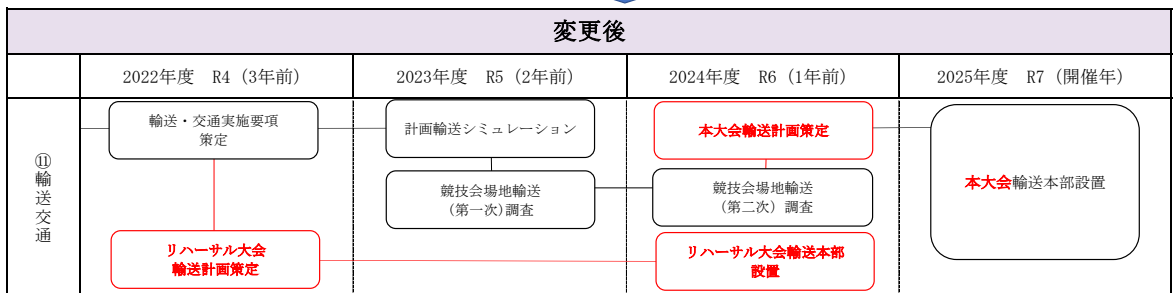 変更後
2022年度 R4（3年前）
2023年度 R5（2年前）
2024年度 R6（1年前）
2025年度 R7（開催年）
⑪輸送交通
輸送・交通実施要項
策定
計画輸送シミュレーション
本大会輸送計画策定
本大会輸送本部設置
競技会場地輸送
(第一次)調査
競技会場地輸送
(第二次）調査
リハーサル大会
輸送計画策定
リハーサル大会輸送本部
設置